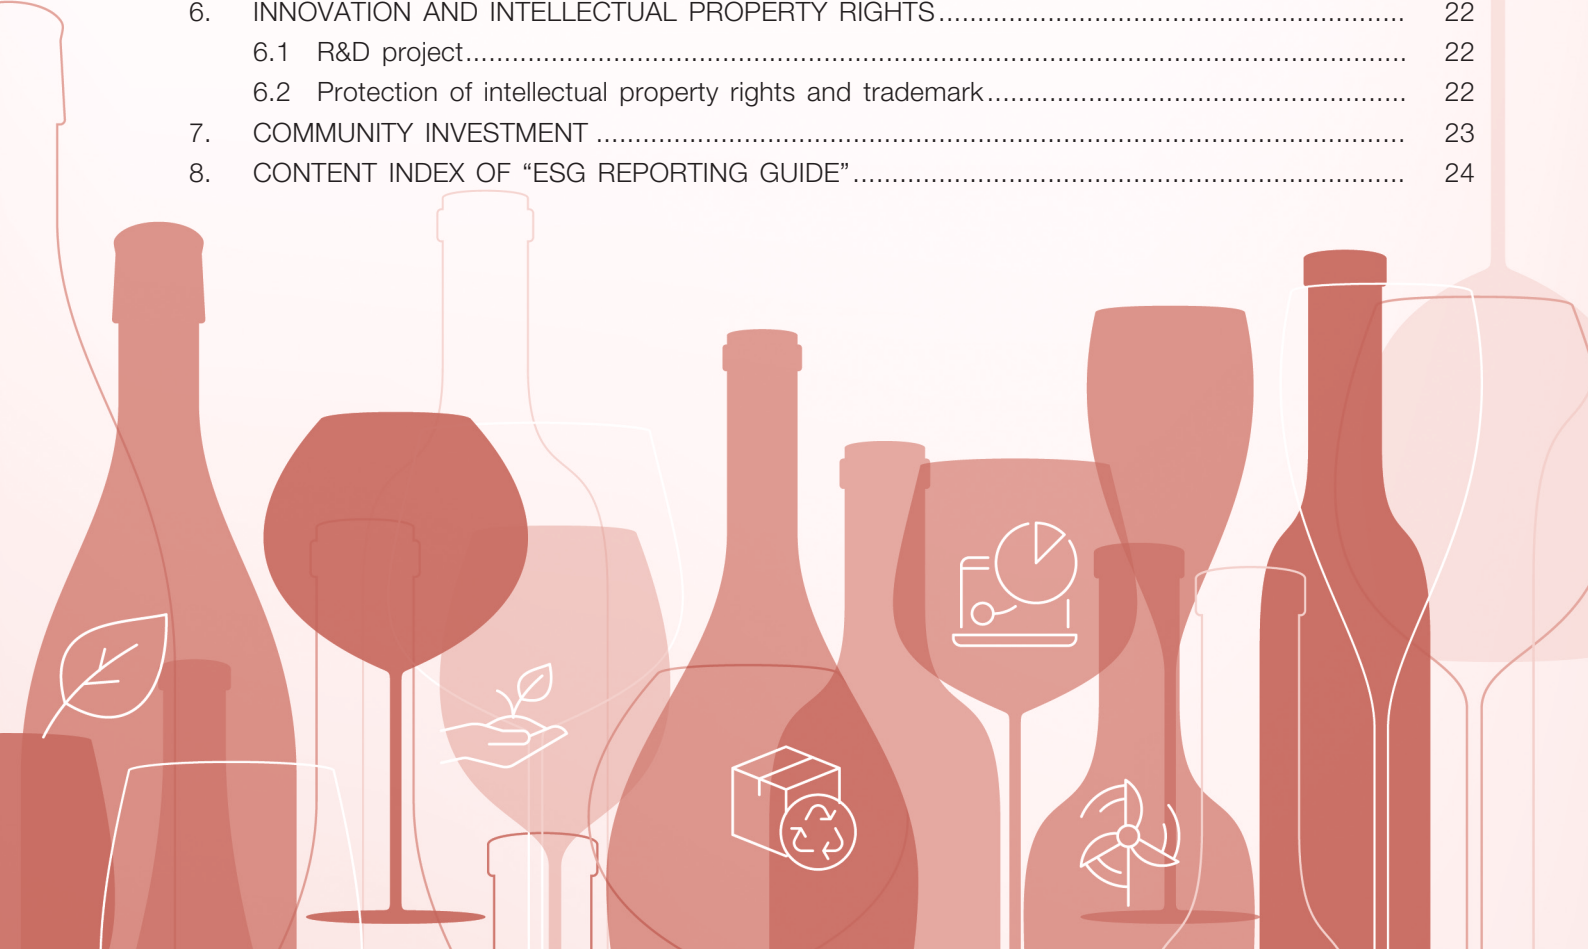 6. INNOVATION AND INTELLECTUAL PROPERTY RIGHTS ........................................................... 22
6.1 R&D project ........................................................... 22
6.2 Protection of intellectual property rights and trademark ........................................................... 22
7. COMMUNITY INVESTMENT ........................................................... 23
8. CONTENT INDEX OF “ESG REPORTING GUIDE” ........................................................... 24